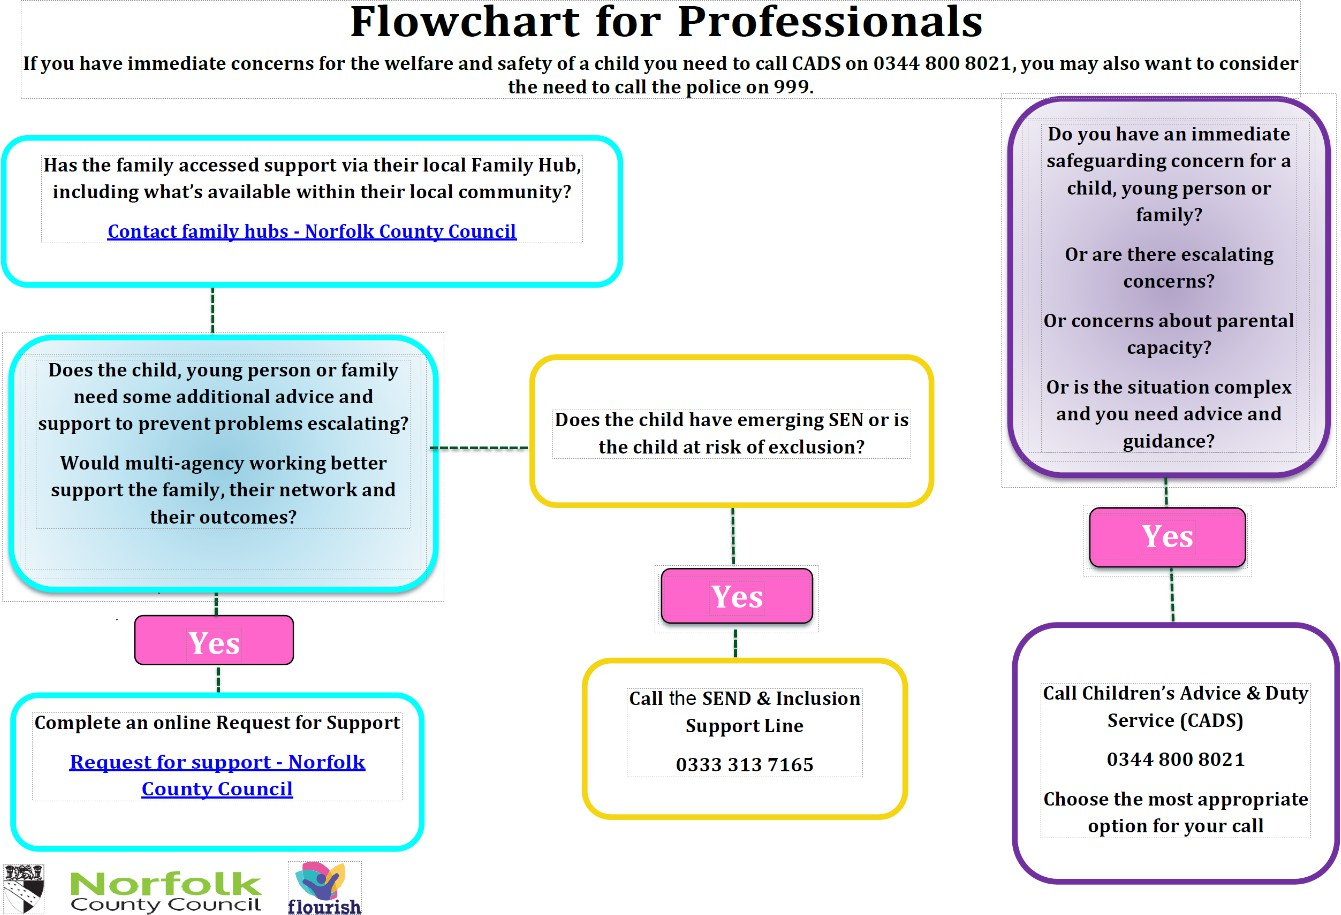 Flowchart for Professionals
If you have immediate concerns for the welfare and safety of a child you need to call CADS on 0344 800 8021, you may also want to consider
the need to call the police on 999.
Has the family accessed support via their local Family Hub,
including what's available within their local community?
Contact family hubs - Norfolk County Council
Does the child, young person or family
need some additional advice and
support to prevent problems escalating?
Would multi-agency working better
support the family, their network and
their outcomes?
Yes
Complete an online Request for Support
Request for support - Norfolk
County Council
Does the child have emerging SEN or is
the child at risk of exclusion?
Yes
Call the SEND & Inclusion
Support Line
0333 313 7165
Do you have an immediate
safeguarding concern for a
child, young person or
family?
Or are there escalating
concerns?
Or concerns about parental
capacity?
Or is the situation complex
and you need advice and
guidance?
Yes
Call Children's Advice & Duty
Service (CADS)
0344 800 8021
Choose the most appropriate
option for your call
Norfolk
County Council
flourish